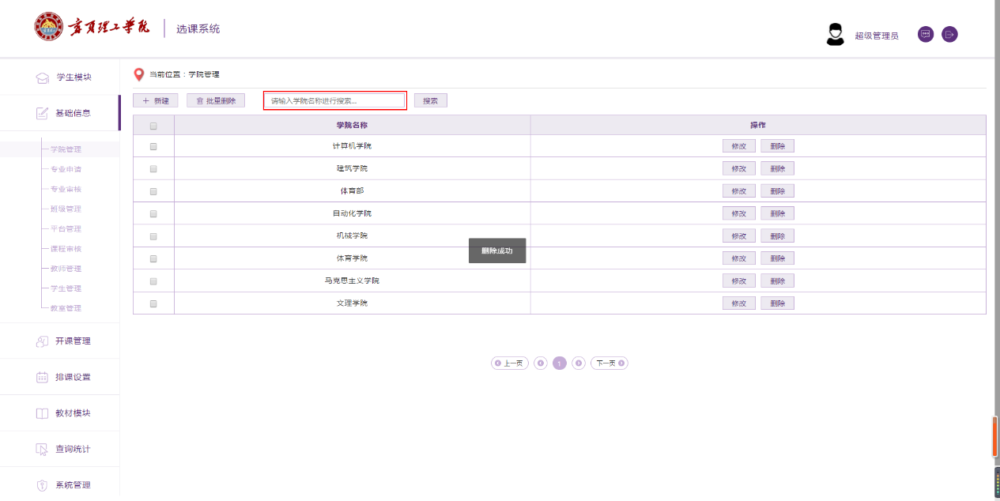 选课系统
超级管理员
学生模块
基础信息
学院管理
专业申请
专业审核
班级管理
平台管理
课程审核
教师管理
学生管理
教室管理
开课管理
排课设置
教材模块
查询统计
系统管理
当前位置：学院管理
新建 批量删除 请输入学院名称进行搜索... 搜索
学院名称 操作
计算机学院 修改 删除
建筑学院 修改 删除
体育部 修改 删除
自动化学院 修改 删除
机械学院 修改 删除
删除成功
体育学院 修改 删除
马克思主义学院 修改 删除
文理学院 修改 删除
上一页 1 下一页